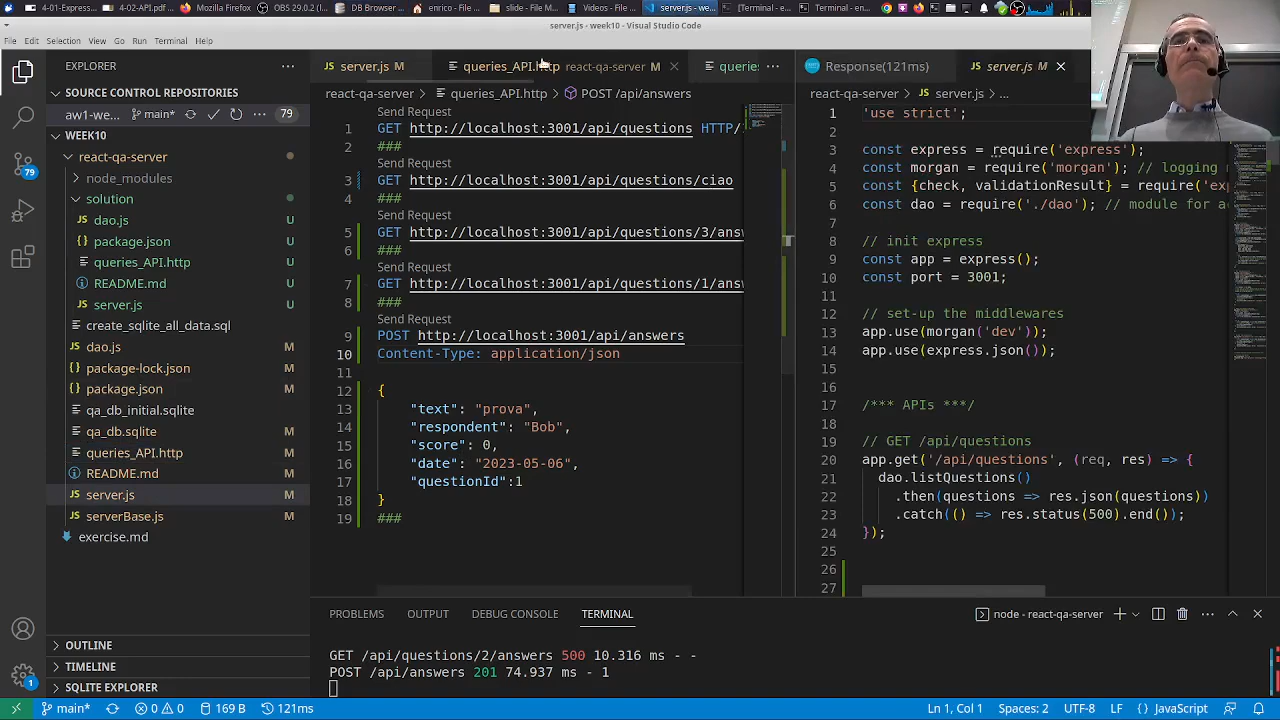 4-01-Expres...
4-02-API.pdf ...
Mozilla Firefox
OBS 29.0.2 (...
DB Browser ...
enrico - File ...
slide - File M...
Videos - File...
server.js - we...
[Terminal - e...
Terminal - en...
server.js - week10 - Visual Studio Code
File Edit Selection View Go Run Terminal Help
EXPLORER
SOURCE CONTROL REPOSITORIES
aw1-we... main* 79
WEEK10
react-qa-server
node_modules
solution
dao.js U
package.json U
queries_API.http U
README.md U
server.js U
create_sqlite_all_data.sql
dao.js M
package-lock.json M
package.json M
qa_db_initial.sqlite
qa_db.sqlite M
queries_API.http M
README.md M
server.js M
serverBase.js M
exercise.md
OUTLINE
TIMELINE
SQLITE EXPLORER
79
1
JS server.js M
queries_API.http react-qa-server M
queries
react-qa-server > queries_API.http > POST /api/answers
Send Request
1 GET http://localhost:3001/api/questions HTTP/
2 ###
Send Request
3 GET http://localhost:3001/api/questions/ciao
4 ###
Send Request
5 GET http://localhost:3001/api/questions/3/answ
6 ###
Send Request
7 GET http://localhost:3001/api/questions/1/answ
8 ###
Send Request
9 POST http://localhost:3001/api/answers
10 Content-Type: application/json
11
12 {
13 "text": "prova",
14 "respondent": "Bob",
15 "score": 0,
16 "date": "2023-05-06",
17 "questionId":1
18 }
19 ###
Response(121ms)
JS server.js M
react-qa-server > JS server.js > ...
1 'use strict';
2
3 const express = require('express');
4 const morgan = require('morgan'); // logging
5 const {check, validationResult} = require('exp
6 const dao = require('./dao'); // module for a
7
8 // init express
9 const app = express();
10 const port = 3001;
11
12 // set-up the middlewares
13 app.use(morgan('dev'));
14 app.use(express.json());
15
16
17 /*** APIs ***/
18
19 // GET /api/questions
20 app.get('/api/questions', (req, res) => {
21 dao.listQuestions()
22 .then(questions => res.json(questions))
23 .catch(() => res.status(500).end());
24 });
25
26
27
PROBLEMS OUTPUT DEBUG CONSOLE TERMINAL
node - react-qa-server
GET /api/questions/2/answers 500 10.316 ms - -
POST /api/answers 201 74.937 ms - 1
main* 0 0 169 B 121ms
Ln 1, Col 1 Spaces: 2 UTF-8 LF {} JavaScript